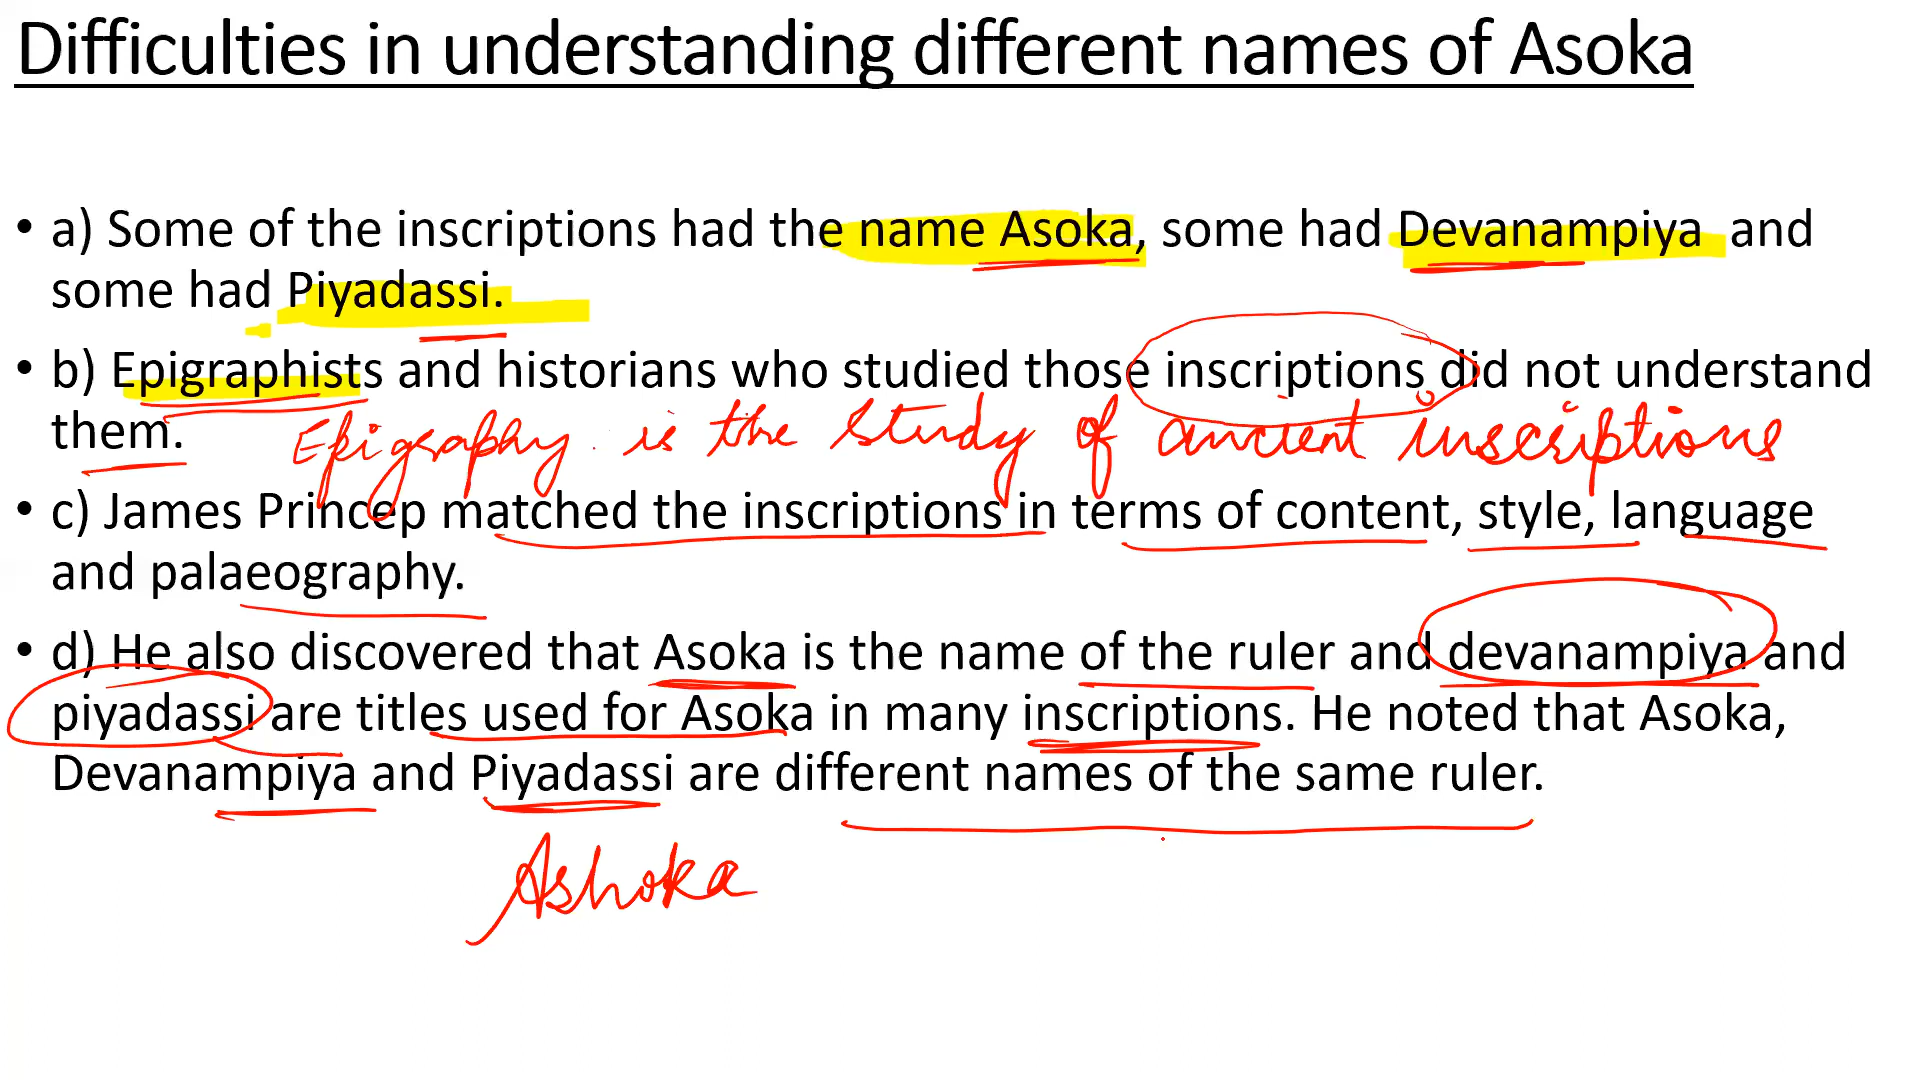 Difficulties in understanding different names of Asoka
• a) Some of the inscriptions had the name Asoka, some had Devanampiya and
some had Piyadassi.
• b) Epigraphists and historians who studied those inscriptions did not understand
them.
Epigraphy. is the study of ancient inscriptions
• c) James Princep matched the inscriptions in terms of content, style, language
and palaeography.
• d) He also discovered that Asoka is the name of the ruler and devanampiya and
piyadassi are titles used for Asoka in many inscriptions. He noted that Asoka,
Devanampiya and Piyadassi are different names of the same ruler.
Ashoka